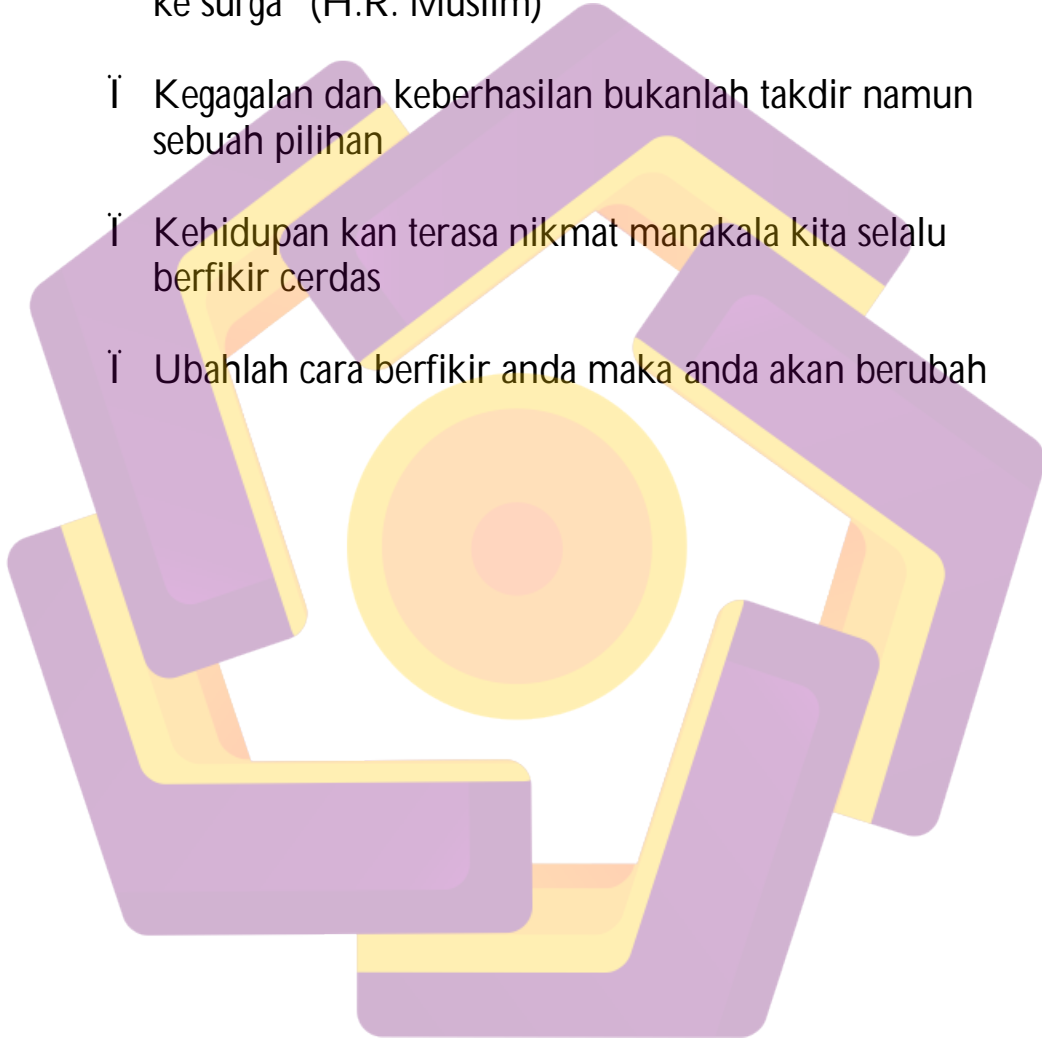 ke surga" (H.R. Muslim)
Ï Kegagalan dan keberhasilan bukanlah takdir namun
sebuah pilihan
Ï Kehidupan kan terasa nikmat manakala kita selalu
berfikir cerdas
Ï Ubahlah cara berfikir anda maka anda akan berubah